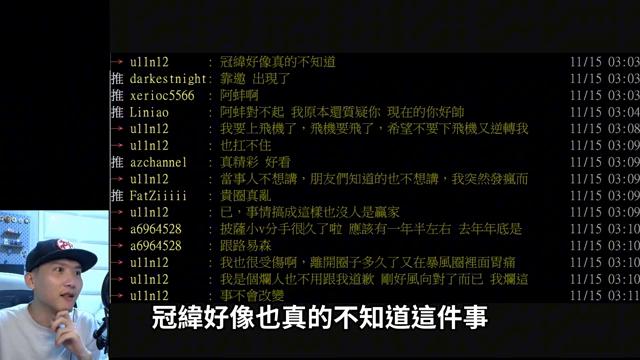 → u11n12 : 冠緯好像真的不知道 11/15 03:03
推 darkestnight: 靠邀 出現了 11/15 03:03
推 xerioc5566 : 阿蚌啊 11/15 03:03
推 Liniao : 阿蚌對不起 我原本還質疑你 現在的你好帥 11/15 03:04
→ u11n12 : 我要上飛機了，飛機要飛了，希望不要下飛機又逆轉我 11/15 03:08
→ u11n12 : 也扛不住 11/15 03:09
推 azchannel : 真精彩 好看 11/15 03:09
→ u11n12 : 當事人不想講，朋友們知道的也不想講，我突然發瘋而 11/15 03:09
推 FatZiiiii : 貴圈真亂 11/15 03:09
→ u11n12 : 已，事情搞成這樣也沒人是贏家 11/15 03:09
→ a6964528 : 披薩小v分手很久了啦 應該有一年半左右 去年年底是 11/15 03:10
→ a6964528 : 跟路易森 11/15 03:10
→ u11n12 : 我也很受傷啊，離開圈子多久了又在暴風圈裡面胃痛 11/15 03:10
→ u11n12 : 我是個爛人也不用跟我道歉 剛好風向對了而已 我爛這 11/15 03:10
→ u11n12 : 事不會改變 11/15 03:11
冠緯好像也真的不知道這件事